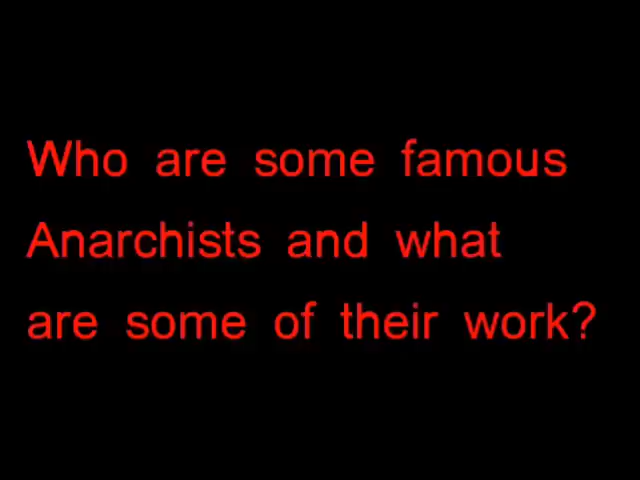 Who are some famous
Anarchists and what
are some of their work?